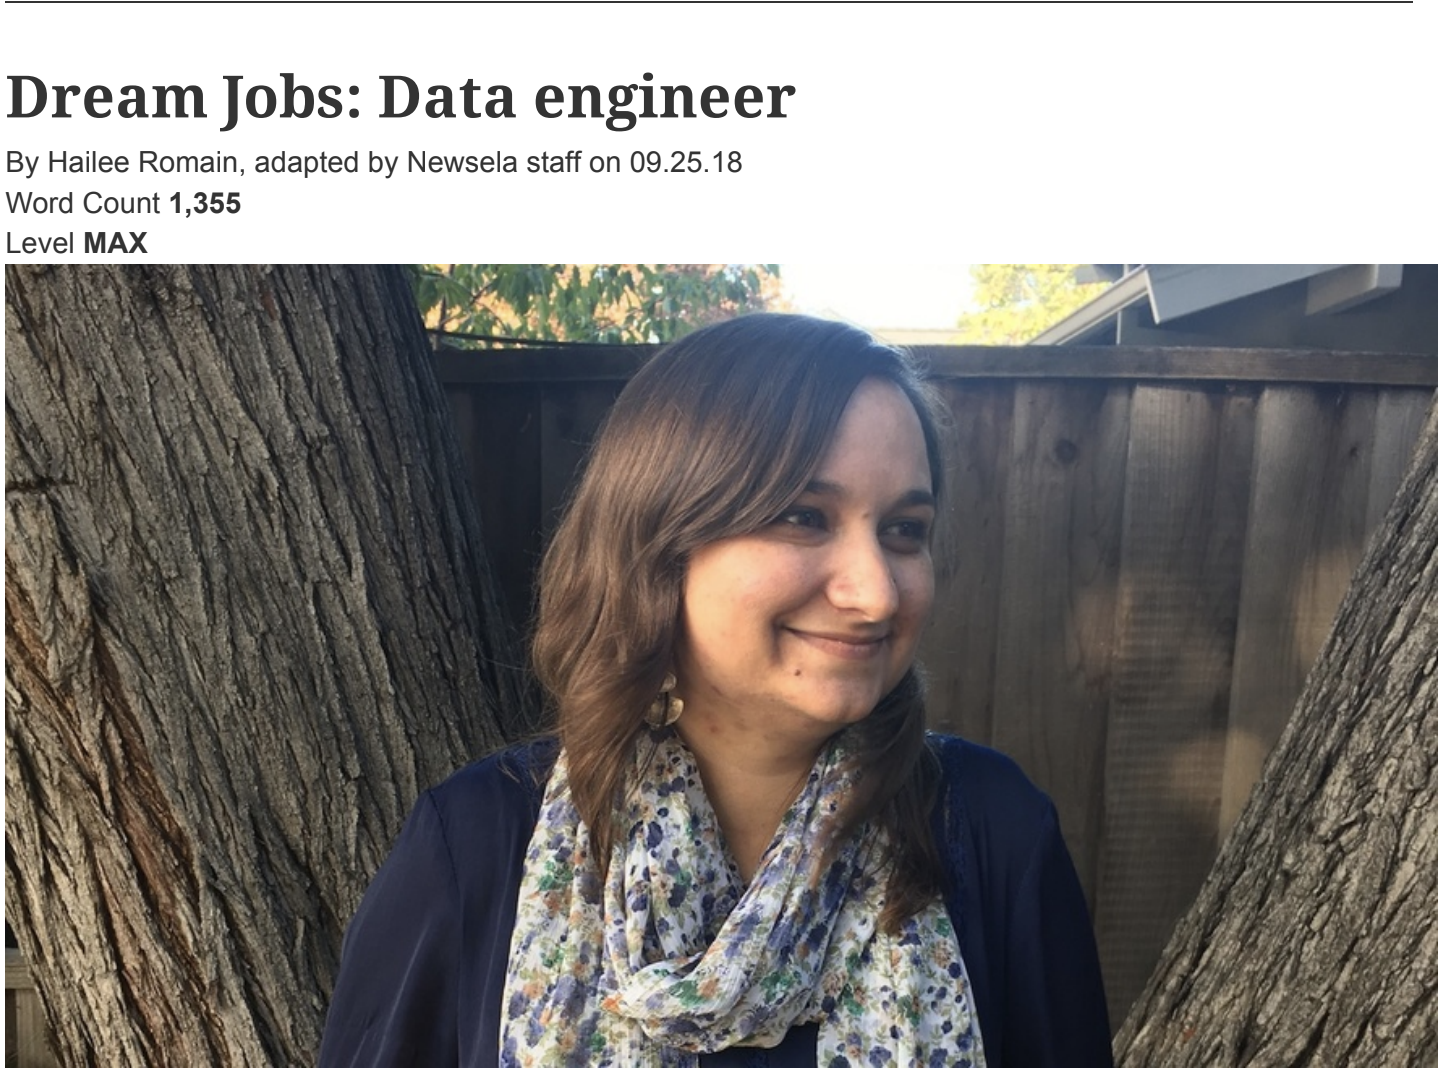 Dream Jobs: Data engineer
By Hailee Romain, adapted by Newsela staff on 09.25.18
Word Count 1,355
Level MAX